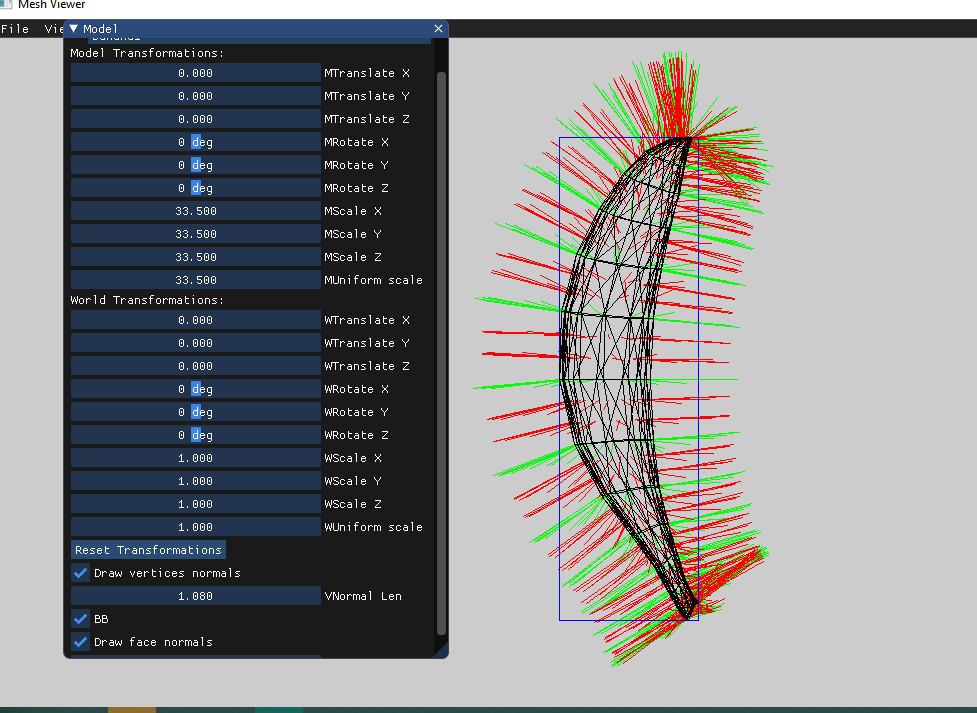 Mesh Viewer
File
Model
Model Transformations:
0.000 MTranslate X
0.000 MTranslate Y
0.000 MTranslate Z
0 deg MRotate X
0 deg MRotate Y
0 deg MRotate Z
33.500 MScale X
33.500 MScale Y
33.500 MScale Z
33.500 MUniform scale
World Transformations:
0.000 WTranslate X
0.000 WTranslate Y
0.000 WTranslate Z
0 deg WRotate X
0 deg WRotate Y
0 deg WRotate Z
1.000 WScale X
1.000 WScale Y
1.000 WScale Z
1.000 WUniform scale
Reset Transformations
Draw vertices normals
1.080 VNormal Len
BB
Draw face normals